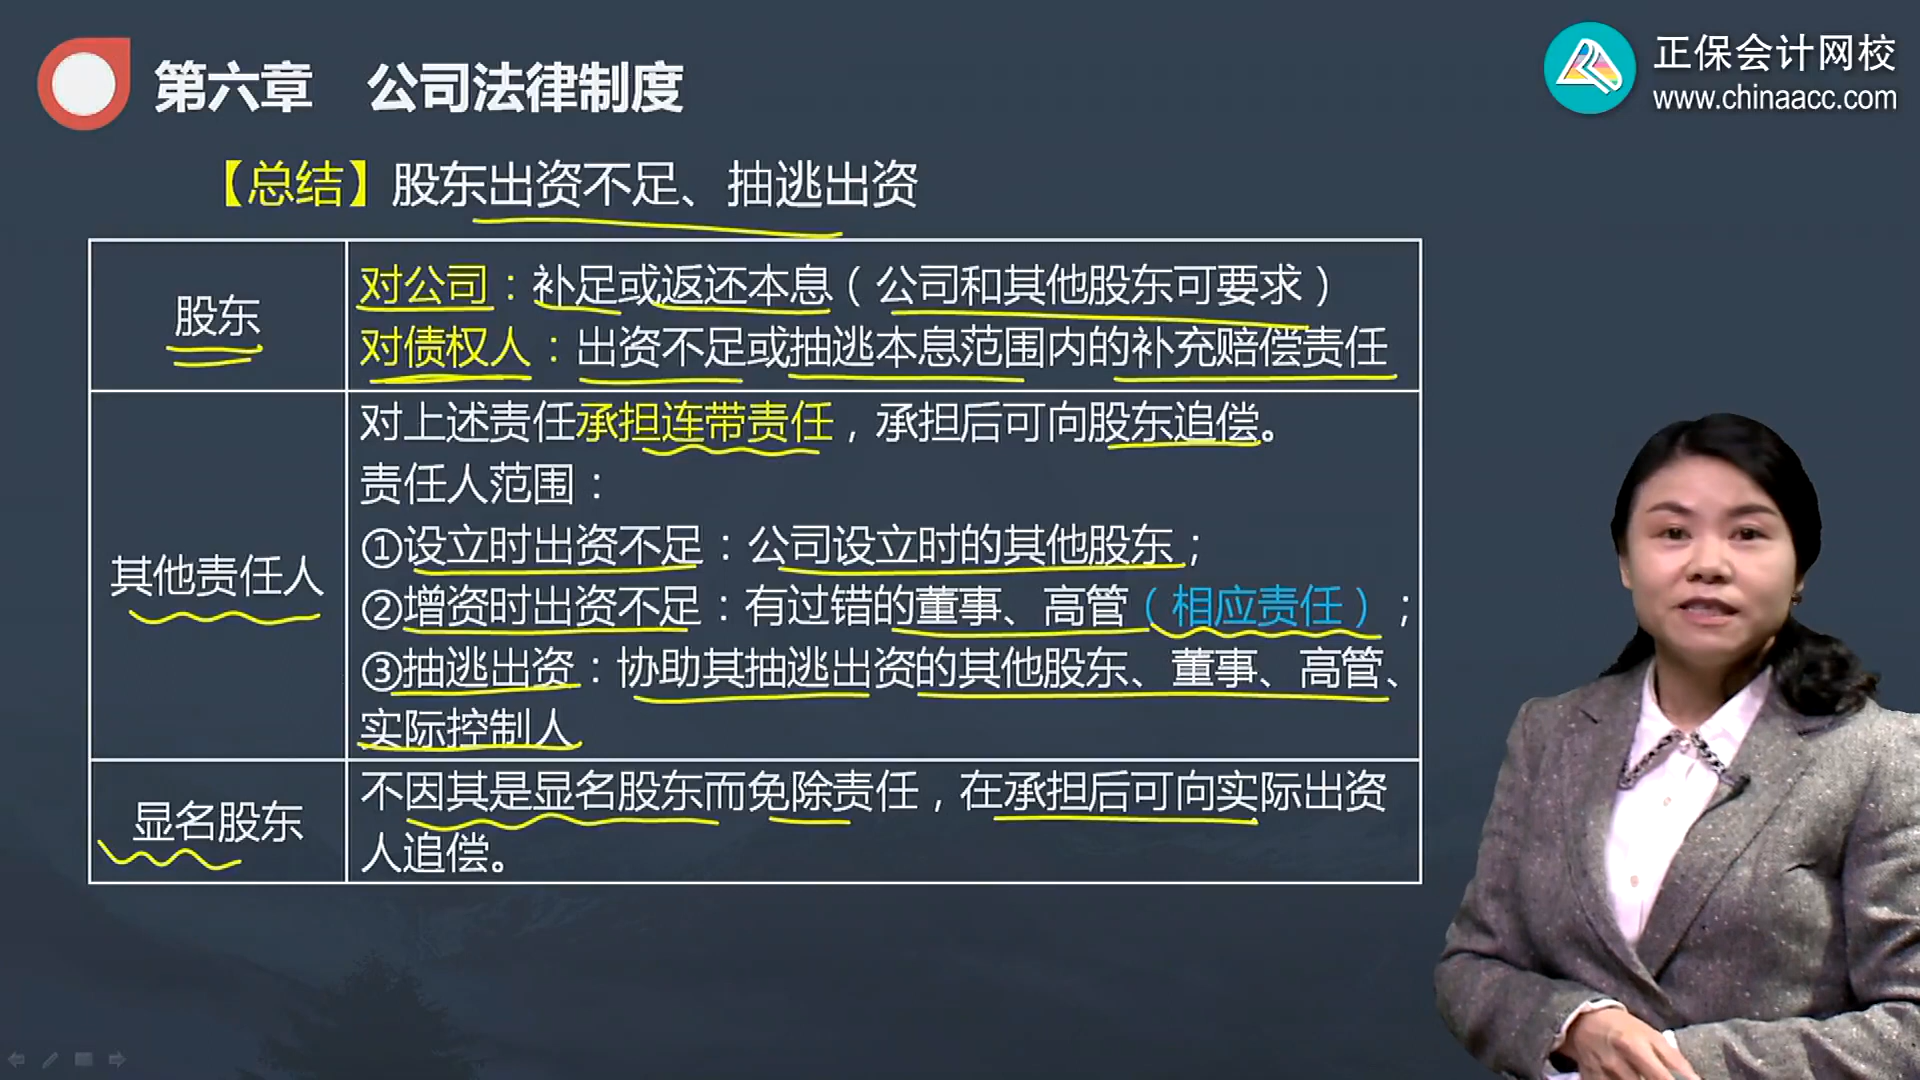 第六章 公司法律制度
正保会计网校
www.chinaacc.com
【总结】股东出资不足、抽逃出资
股东
对公司：补足或返还本息（公司和其他股东可要求）
对债权人：出资不足或抽逃本息范围内的补充赔偿责任
其他责任人
对上述责任承担连带责任，承担后可向股东追偿。
责任人范围：
①设立时出资不足：公司设立时的其他股东；
②增资时出资不足：有过错的董事、高管（相应责任）；
③抽逃出资：协助其抽逃出资的其他股东、董事、高管、
实际控制人
显名股东
不因其是显名股东而免除责任，在承担后可向实际出资
人追偿。